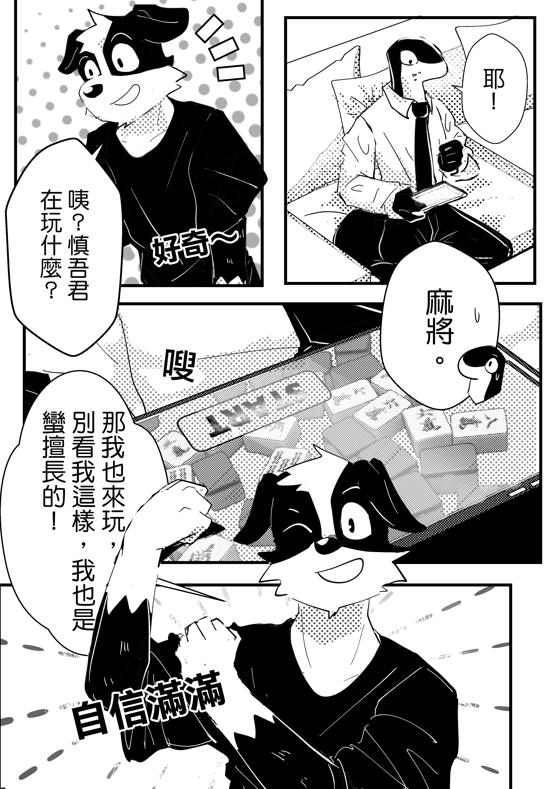 耶！
咦？慎吾君
在玩什麼？
好奇～
麻將。
嗖
START
那我也來玩，
別看我這樣，我也是
蠻擅長的！
自信滿滿